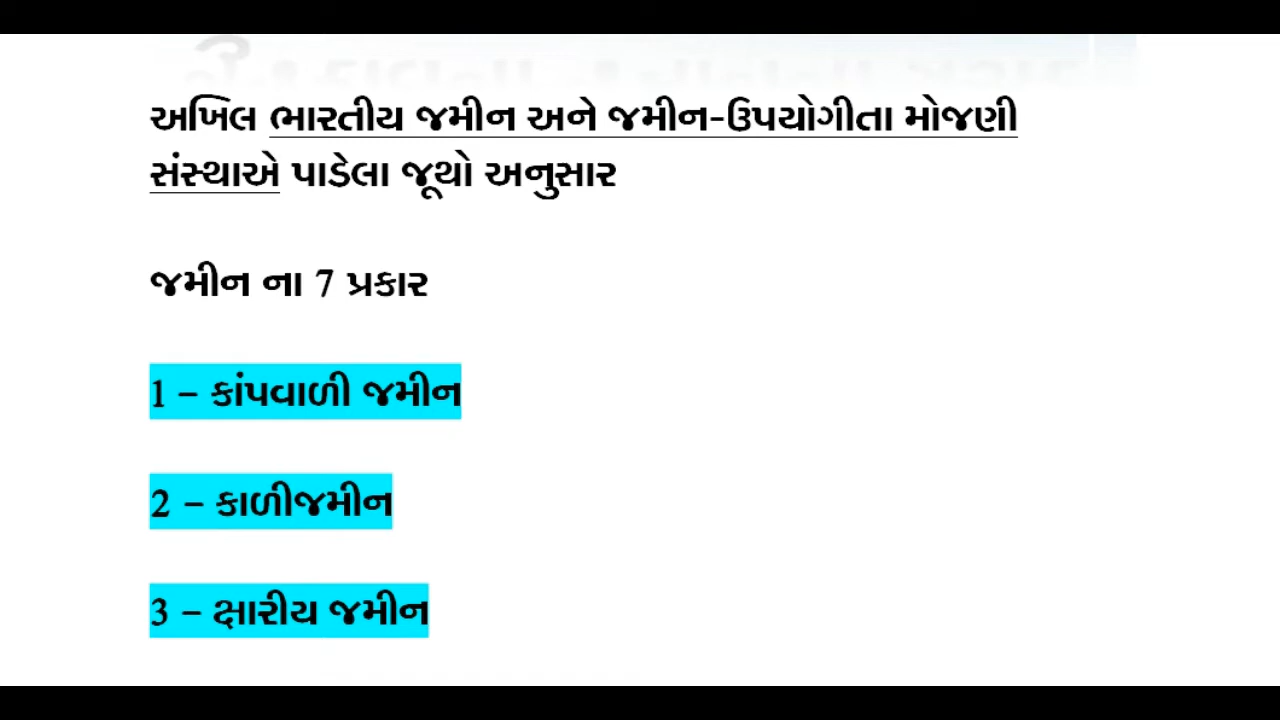 અખિલ ભારતીય જમીન અને જમીન-ઉપયોગીતા મોજણી
સંસ્થાએ પાડેલા જૂથો અનુસાર
જમીન ના 7 પ્રકાર
1 – કાંપવાળી જમીન
2 – કાળીજમીન
3 – ક્ષારીય જમીન